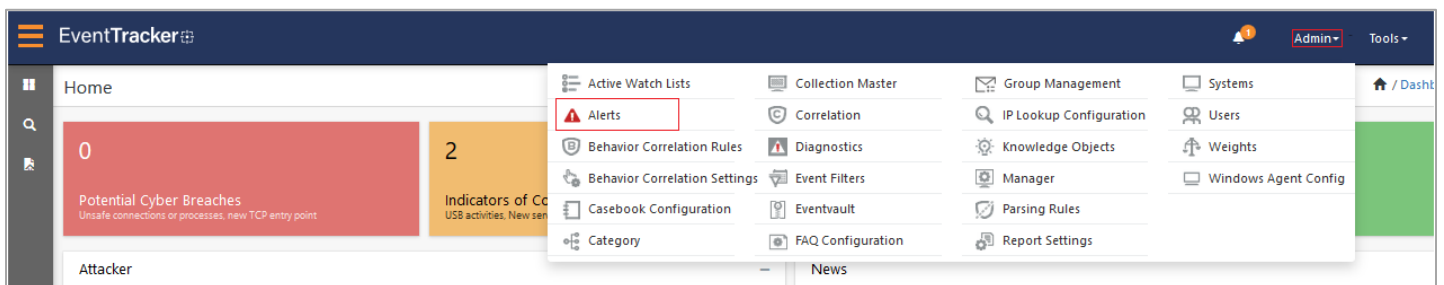 EventTracker
1
Admin
Tools
Home
/ Dashb
Active Watch Lists
Collection Master
Group Management
Systems
Alerts
Correlation
IP Lookup Configuration
Users
Behavior Correlation Rules
Diagnostics
Knowledge Objects
Weights
Behavior Correlation Settings
Event Filters
Manager
Windows Agent Config
Casebook Configuration
Eventvault
Parsing Rules
Category
FAQ Configuration
Report Settings
0
Potential Cyber Breaches
Unsafe connections or processes, new TCP entry point
2
Indicators of Co
USB activities, New serv
Attacker
News